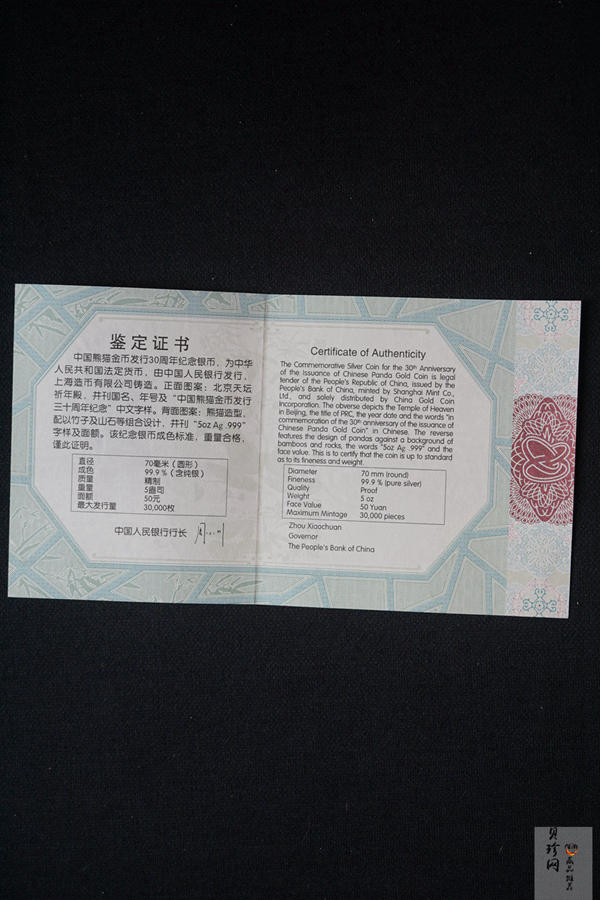 鉴定证书
中国熊猫金币发行30周年纪念银币，为中华
人民共和国法定货币，由中国人民银行发行，
上海造币有限公司铸造。正面图案：北京天坛
祈年殿，并刊国名、年号及“中国熊猫金币发行
三十周年纪念”中文字样。背面图案：熊猫造型，
配以竹子及山石等组合设计，并刊“5oz Ag .999”
字样及面额。该纪念银币成色标准，重量合格，
谨此证明。
直径 70毫米（圆形）
成色 99.9％（含纯银）
质量 精制
重量 5盎司
面额 50元
最大发行量 30,000枚
中国人民银行行长
Certificate of Authenticity
The Commemorative Silver Coin for the 30th Anniversary
of the Issuance of Chinese Panda Gold Coin is legal
tender of the People's Republic of China, issued by the
People's Bank of China, minted by Shanghai Mint Co.,
Ltd., and solely distributed by China Gold Coin
Incorporation. The obverse depicts the Temple of Heaven
in Beijing, the title of PRC, the year date and the words "in
commemoration of the 30th anniversary of the issuance of
Chinese Panda Gold Coin" in Chinese. The reverse
features the design of pandas against a background of
bamboos and rocks, the words "5oz Ag .999" and the
face value. This is to certify that the coin is up to standard
as to its fineness and weight.
Diameter 70 mm (round)
Fineness 99.9 % (pure silver)
Quality Proof
Weight 5 oz
Face Value 50 Yuan
Maximum Mintage 30,000 pieces
Zhou Xiaochuan
Governor
The People's Bank of China
贝珍网